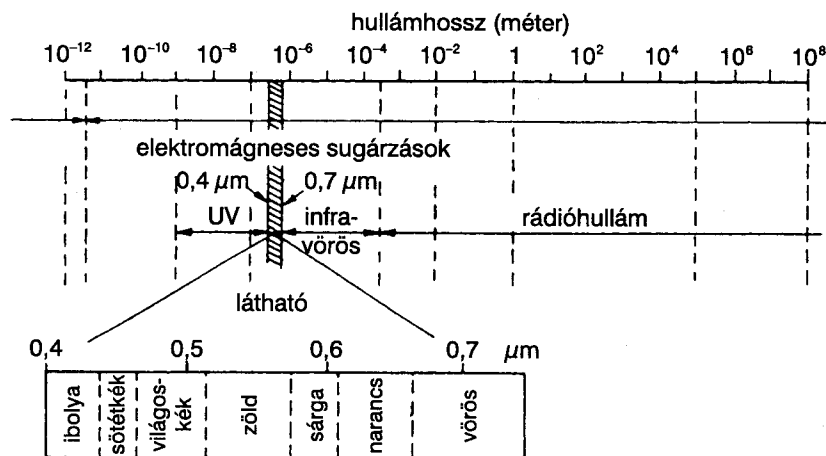 hullámhossz (méter)
10⁻¹² 10⁻¹⁰ 10⁻⁸ 10⁻⁶ 10⁻⁴ 10⁻² 1 10² 10⁴ 10⁶ 10⁸
elektromágneses sugárzások
0,4 µm 0,7 µm
UV infra-
vörös
rádióhullám
látható
0,4 0,5 0,6 0,7 µm
ibolya
sötétkék
világos-
kék
zöld
sárga
narancs
vörös